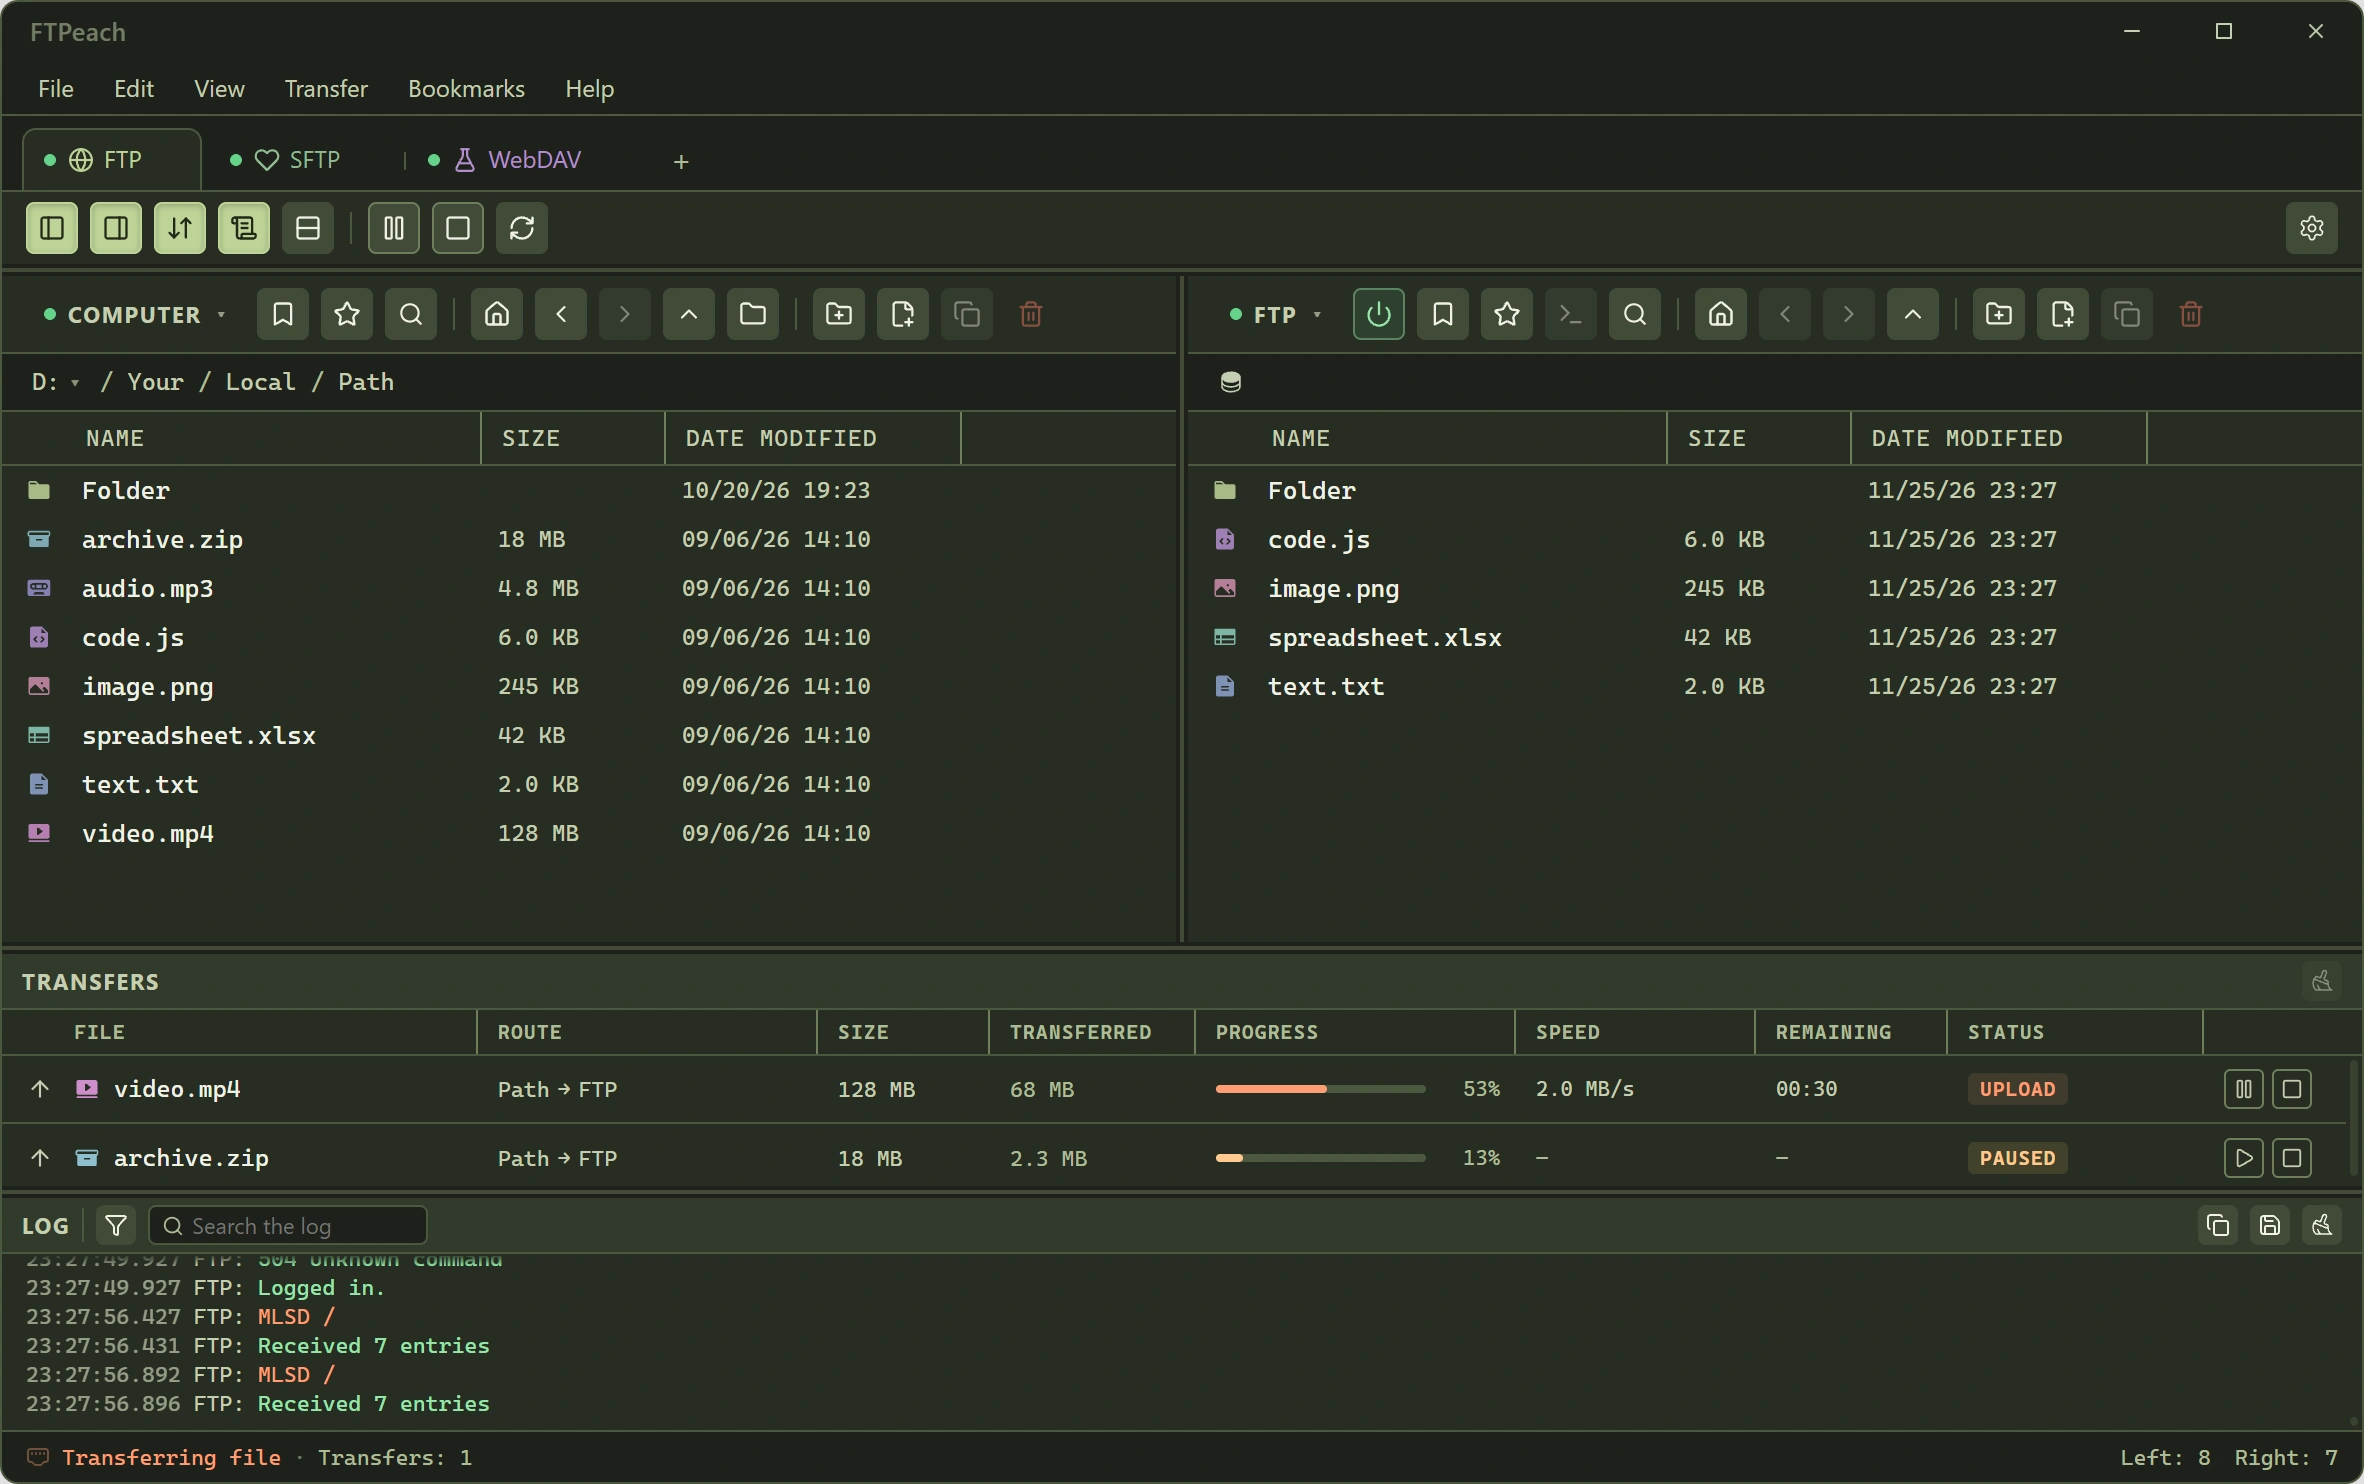 FTPeach
File Edit View Transfer Bookmarks Help
FTP SFTP WebDAV +
COMPUTER
FTP
D: / Your / Local / Path
NAME SIZE DATE MODIFIED
Folder 10/20/26 19:23
archive.zip 18 MB 09/06/26 14:10
audio.mp3 4.8 MB 09/06/26 14:10
code.js 6.0 KB 09/06/26 14:10
image.png 245 KB 09/06/26 14:10
spreadsheet.xlsx 42 KB 09/06/26 14:10
text.txt 2.0 KB 09/06/26 14:10
video.mp4 128 MB 09/06/26 14:10
NAME SIZE DATE MODIFIED
Folder 11/25/26 23:27
code.js 6.0 KB 11/25/26 23:27
image.png 245 KB 11/25/26 23:27
spreadsheet.xlsx 42 KB 11/25/26 23:27
text.txt 2.0 KB 11/25/26 23:27
TRANSFERS
FILE ROUTE SIZE TRANSFERRED PROGRESS SPEED REMAINING STATUS
video.mp4 Path → FTP 128 MB 68 MB 53% 2.0 MB/s 00:30 UPLOAD
archive.zip Path → FTP 18 MB 2.3 MB 13% — — PAUSED
LOG Search the log
23:27:49.927 FTP: 504 Unknown command
23:27:49.927 FTP: Logged in.
23:27:56.427 FTP: MLSD /
23:27:56.431 FTP: Received 7 entries
23:27:56.892 FTP: MLSD /
23:27:56.896 FTP: Received 7 entries
Transferring file · Transfers: 1
Left: 8 Right: 7